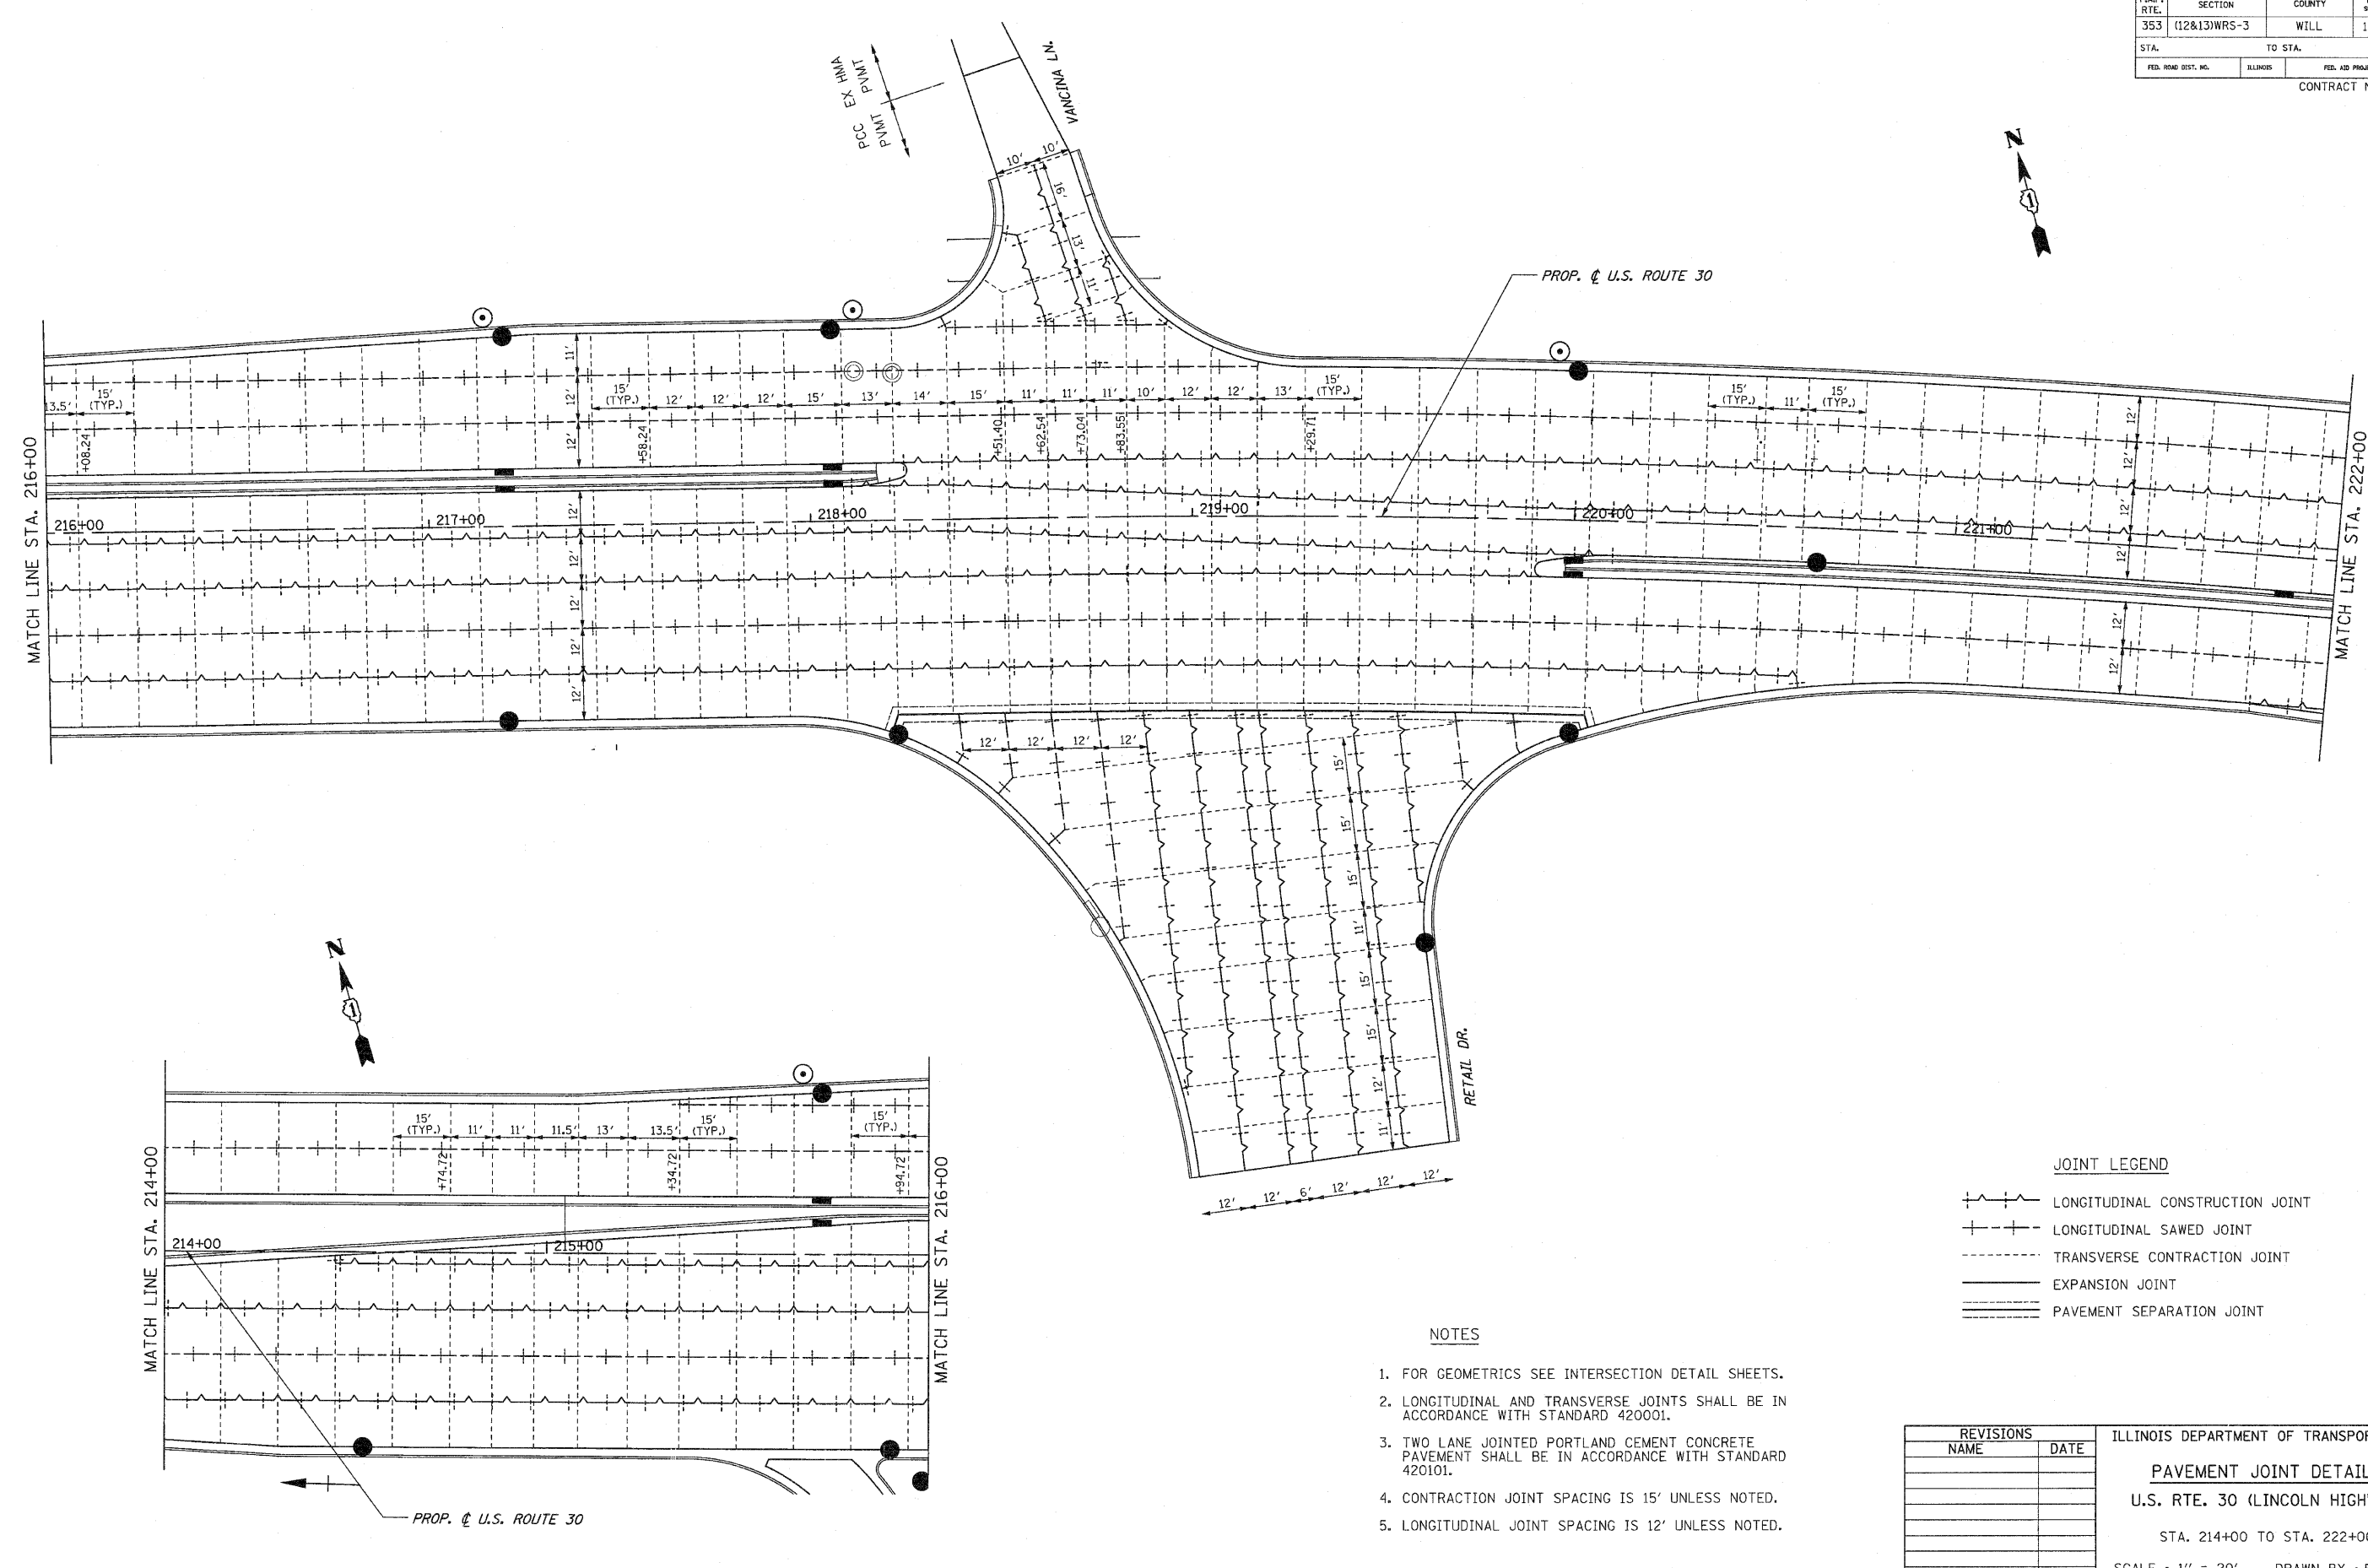 RTE.
SECTION
COUNTY
353
(12&13)WRS-3
WILL
STA.
TO STA.
FED. ROAD DIST. NO.
ILLINOIS
CONTRACT
PCC
PVMT
EX HMA
PVMT
VANCINA LN.
N
1
10'
10'
16'
13'
11'
PROP. ℄ U.S. ROUTE 30
MATCH LINE STA. 216+00
MATCH LINE STA. 222+00
13.5'
15'
(TYP.)
+08.24
11'
12'
12'
15'
(TYP.)
12'
12'
12'
15'
13'
14'
15'
11'
11'
11'
10'
12'
12'
13'
15'
(TYP.)
+58.24
+51.40
+62.54
+73.04
+83.55
+29.71
15'
(TYP.)
11'
15'
(TYP.)
12'
12'
12'
12'
216+00
217+00
218+00
219+00
220+00
221+00
12'
12'
12'
12'
12'
12'
12'
12'
12'
12'
12'
15'
15'
15'
11'
15'
15'
12'
11'
RETAIL DR.
12'
12'
6'
12'
12'
12'
N
1
MATCH LINE STA. 214+00
MATCH LINE STA. 216+00
15'
(TYP.)
11'
11'
11.5'
13'
13.5'
15'
(TYP.)
15'
(TYP.)
+74.72
+34.72
+94.72
214+00
215+00
PROP. ℄ U.S. ROUTE 30
JOINT LEGEND
LONGITUDINAL CONSTRUCTION JOINT
LONGITUDINAL SAWED JOINT
TRANSVERSE CONTRACTION JOINT
EXPANSION JOINT
PAVEMENT SEPARATION JOINT
NOTES
1. FOR GEOMETRICS SEE INTERSECTION DETAIL SHEETS.
2. LONGITUDINAL AND TRANSVERSE JOINTS SHALL BE IN
ACCORDANCE WITH STANDARD 420001.
3. TWO LANE JOINTED PORTLAND CEMENT CONCRETE
PAVEMENT SHALL BE IN ACCORDANCE WITH STANDARD
420101.
4. CONTRACTION JOINT SPACING IS 15' UNLESS NOTED.
5. LONGITUDINAL JOINT SPACING IS 12' UNLESS NOTED.
REVISIONS
NAME
DATE
ILLINOIS DEPARTMENT OF
PAVEMENT JOINT DETAIL
U.S. RTE. 30 (LINCOLN
STA. 214+00 TO STA.